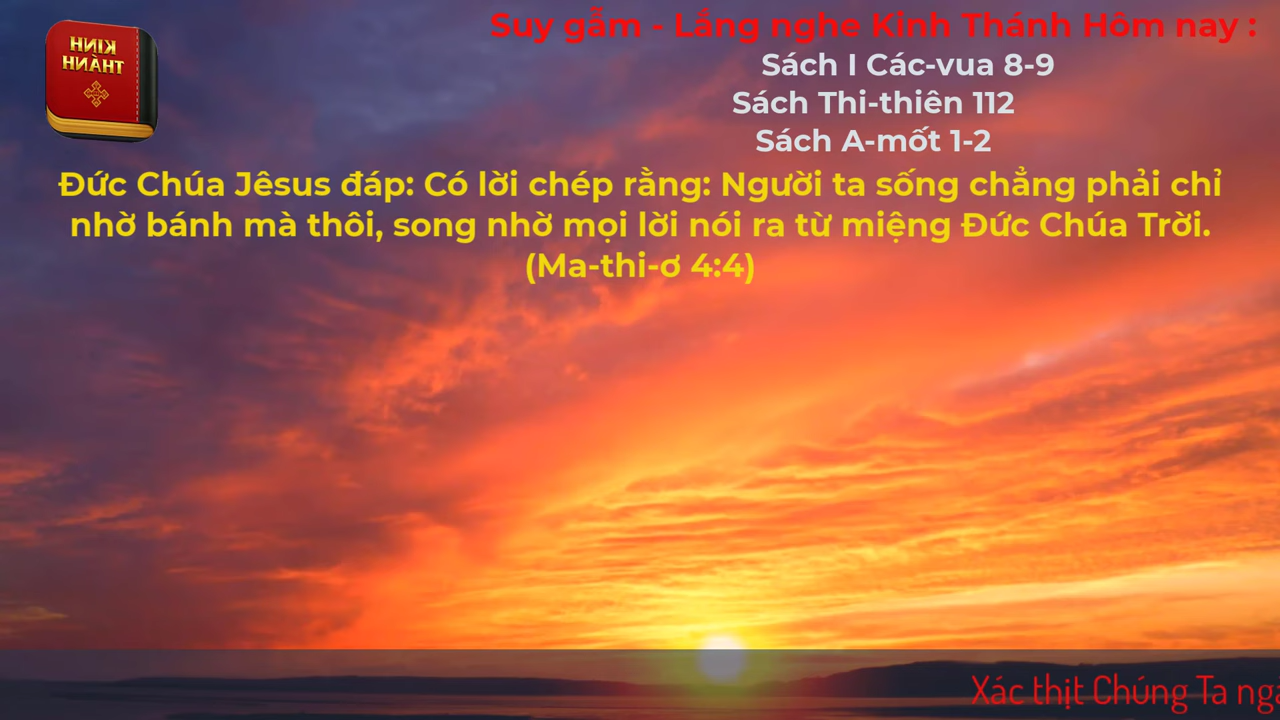 KINH
THÁNH
Suy gẫm - Lắng nghe Kinh Thánh Hôm nay :
Sách I Các-vua 8-9
Sách Thi-thiên 112
Sách A-mốt 1-2
Đức Chúa Jêsus đáp: Có lời chép rằng: Người ta sống chẳng phải chỉ
nhờ bánh mà thôi, song nhờ mọi lời nói ra từ miệng Đức Chúa Trời.
(Ma-thi-ơ 4:4)
Xác thịt Chúng Ta